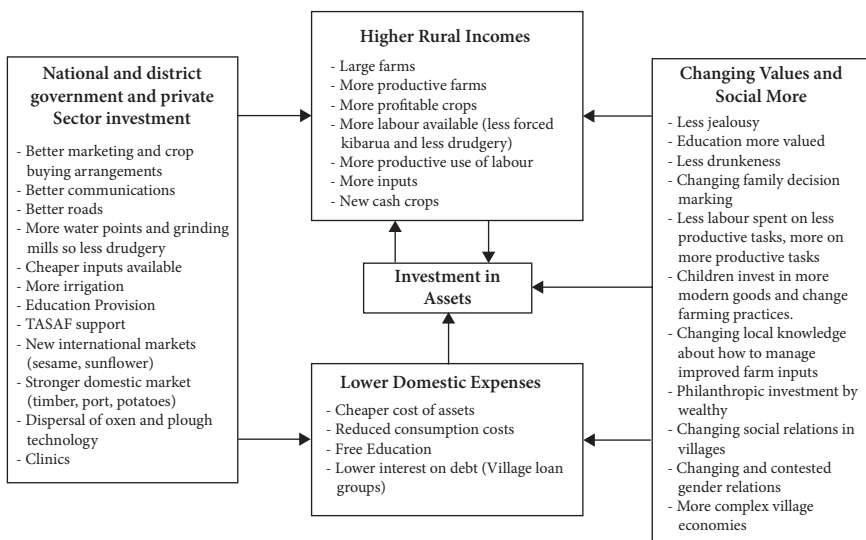 National and district
government and private
Sector investment
- Better marketing and crop
buying arrangements
- Better communications
- Better roads
- More water points and grinding
mills so less drudgery
- Cheaper inputs available
- More irrigation
- Education Provision
- TASAF support
- New international markets
(sesame, sunflower)
- Stronger domestic market
(timber, port, potatoes)
- Dispersal of oxen and plough
technology
- Clinics
Higher Rural Incomes
- Large farms
- More productive farms
- More profitable crops
- More labour available (less forced
kibarua and less drudgery)
- More productive use of labour
- More inputs
- New cash crops
Investment in
Assets
Lower Domestic Expenses
- Cheaper cost of assets
- Reduced consumption costs
- Free Education
- Lower interest on debt (Village loan
groups)
Changing Values and
Social More
- Less jealousy
- Education more valued
- Less drunkeness
- Changing family decision
marking
- Less labour spent on less
productive tasks, more on
more productive tasks
- Children invest in more
modern goods and change
farming practices.
- Changing local knowledge
about how to manage
improved farm inputs
- Philanthropic investment by
wealthy
- Changing social relations in
villages
- Changing and contested
gender relations
- More complex village
economies